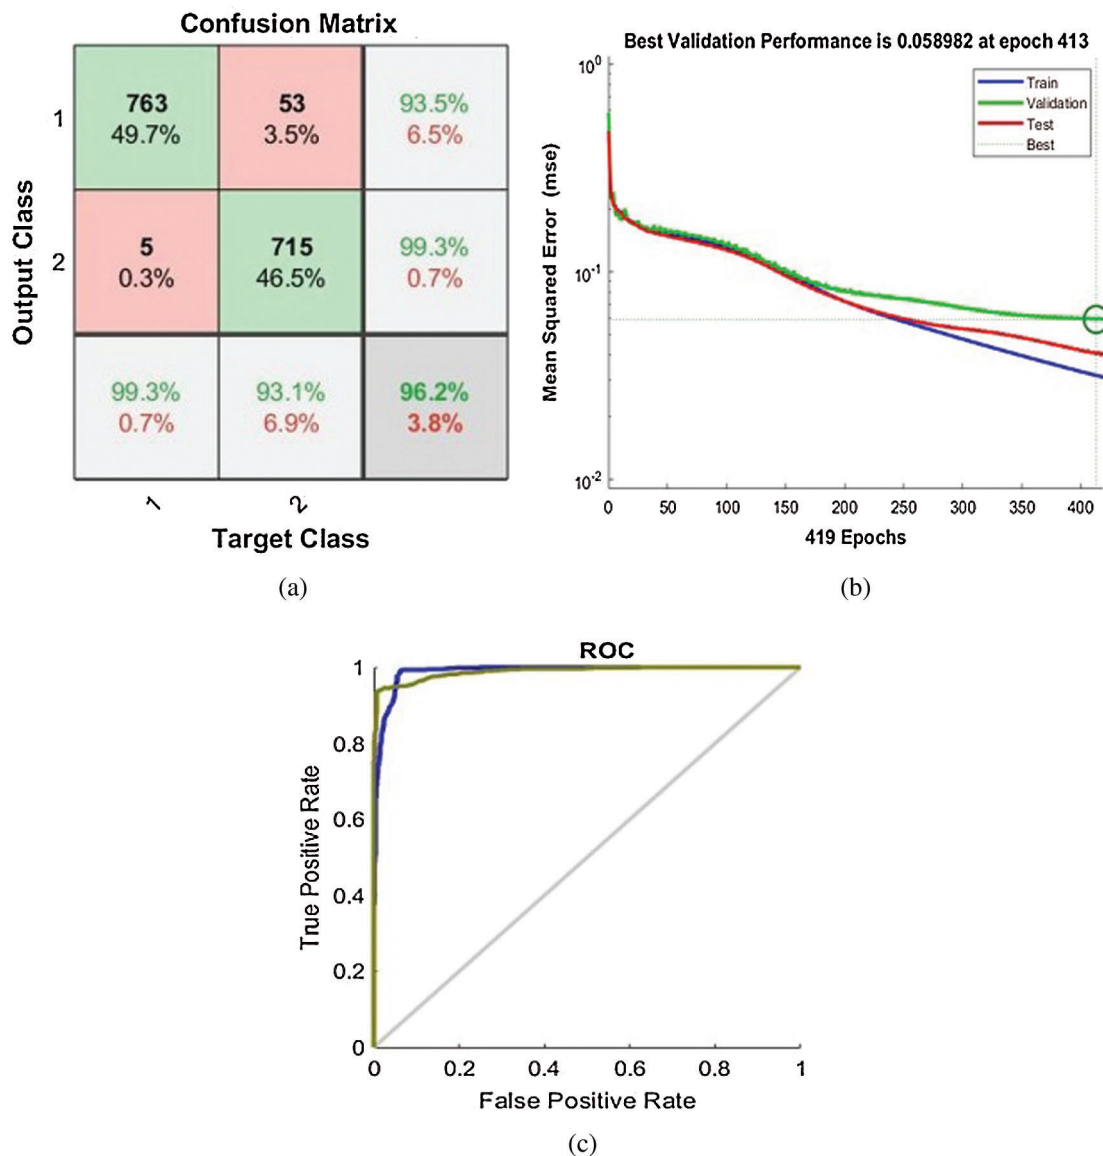 Confusion Matrix
Output Class
1
763
49.7%
53
3.5%
93.5%
6.5%
2
5
0.3%
715
46.5%
99.3%
0.7%
99.3%
0.7%
93.1%
6.9%
96.2%
3.8%
1
2
Target Class
(a)
Best Validation Performance is 0.058982 at epoch 413
Mean Squared Error (mse)
10^0
10^-1
10^-2
Train
Validation
Test
Best
0 50 100 150 200 250 300 350 400
419 Epochs
(b)
ROC
True Positive Rate
1
0.8
0.6
0.4
0.2
0
0 0.2 0.4 0.6 0.8 1
False Positive Rate
(c)